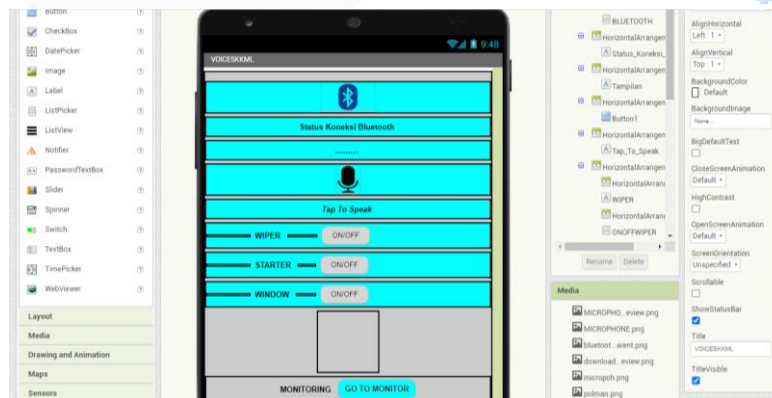 Button
CheckBox
DatePicker
Image
Label
ListPicker
ListView
Notifier
PasswordTextBox
Slider
Spinner
Switch
TextBox
TimePicker
WebViewer
Layout
Media
Drawing and Animation
Maps
Sensors
9:48
VOICESKKML
Status Koneksi Bluetooth
Tap To Speak
WIPER ON/OFF
STARTER ON/OFF
WINDOW ON/OFF
MONITORING GO TO MONITOR
BLUETOOTH
HorizontalArrangen
Status_Koneksi_
HorizontalArrangen
Tampilan
HorizontalArrangen
Button1
HorizontalArrangen
Tap_To_Speak
HorizontalArrangen
HorizontalArrang
WIPER
HorizontalArrang
ONOFFWIPER
Rename Delete
Media
MICROPHO...eview.png
MICROPHONE.png
bluetoot...arent.png
download...eview.png
micropoh.png
polman.png
AlignHorizontal
Left : 1
AlignVertical
Top : 1
BackgroundColor
Default
BackgroundImage
None...
BigDefaultText
CloseScreenAnimation
Default
HighContrast
OpenScreenAnimation
Default
ScreenOrientation
Unspecified
Scrollable
ShowStatusBar
Title
VOICESKKML
TitleVisible